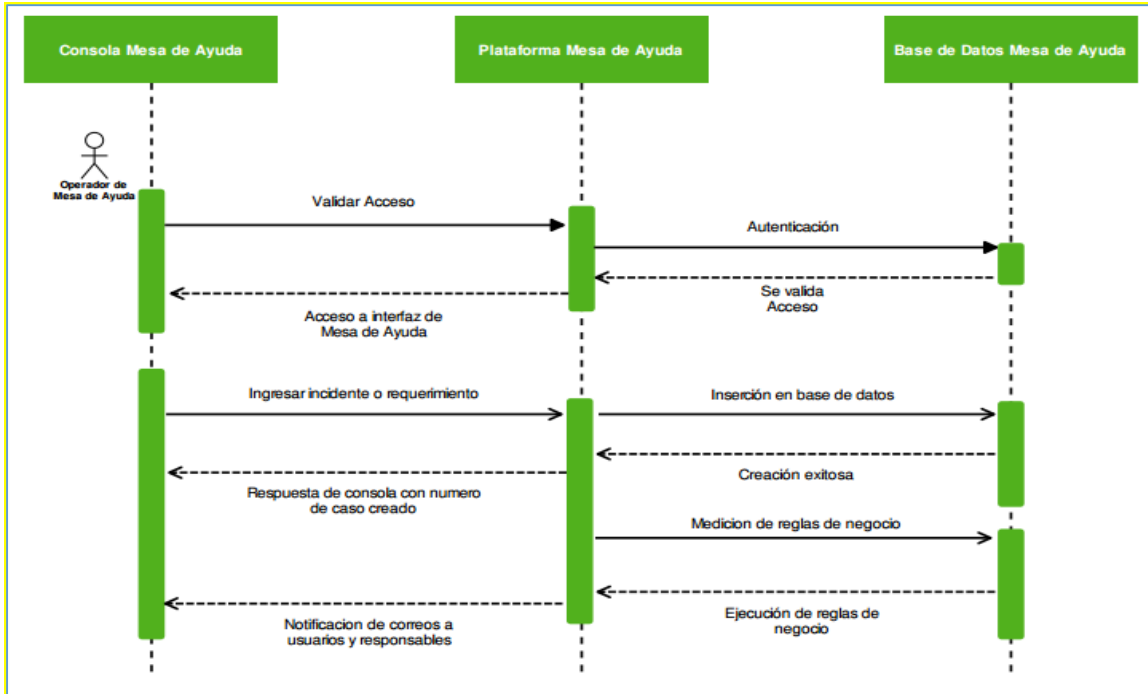 Consola Mesa de Ayuda
Plataforma Mesa de Ayuda
Base de Datos Mesa de Ayuda
Operador de
Mesa de Ayuda
Validar Acceso
Autenticación
Se valida
Acceso
Acceso a interfaz de
Mesa de Ayuda
Ingresar incidente o requerimiento
Inserción en base de datos
Creación exitosa
Respuesta de consola con numero
de caso creado
Medicion de reglas de negocio
Ejecución de reglas de
negocio
Notificacion de correos a
usuarios y responsables